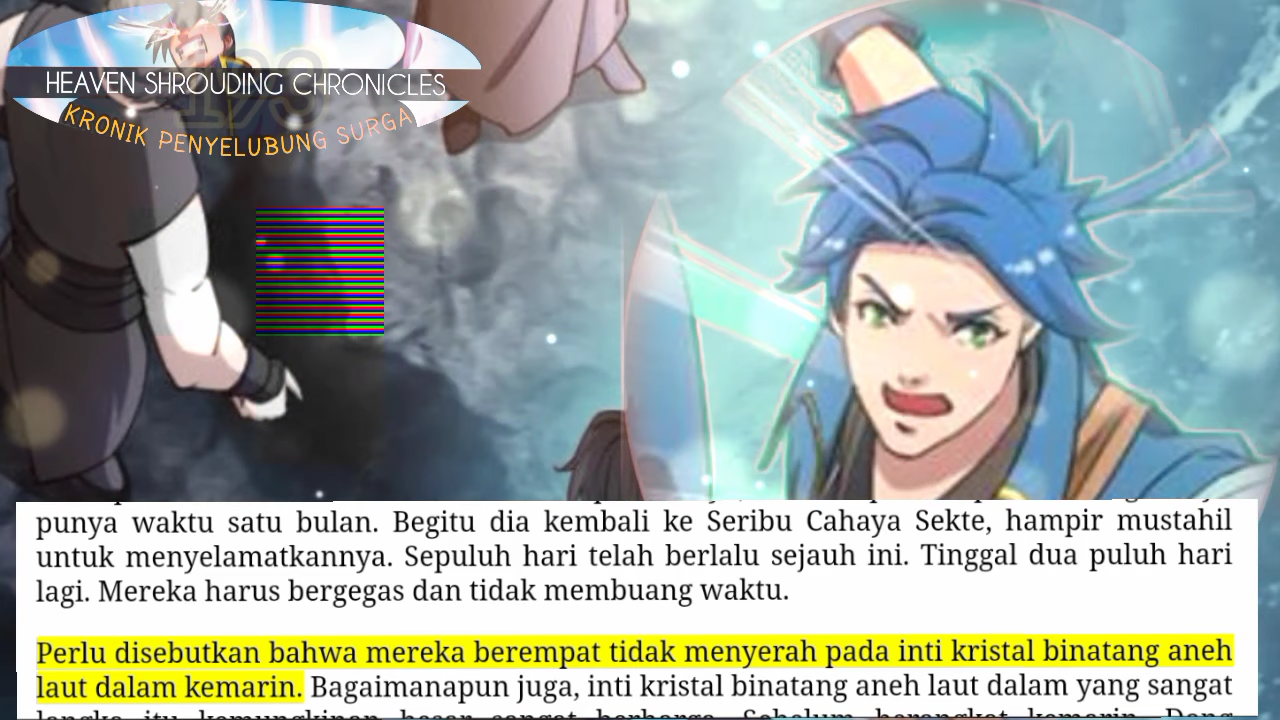 HEAVEN SHROUDING CHRONICLES
KRONIK PENYELUBUNG SURGA
punya waktu satu bulan. Begitu dia kembali ke Seribu Cahaya Sekte, hampir mustahil
untuk menyelamatkannya. Sepuluh hari telah berlalu sejauh ini. Tinggal dua puluh hari
lagi. Mereka harus bergegas dan tidak membuang waktu.
Perlu disebutkan bahwa mereka berempat tidak menyerah pada inti kristal binatang aneh
laut dalam kemarin. Bagaimanapun juga, inti kristal binatang aneh laut dalam yang sangat